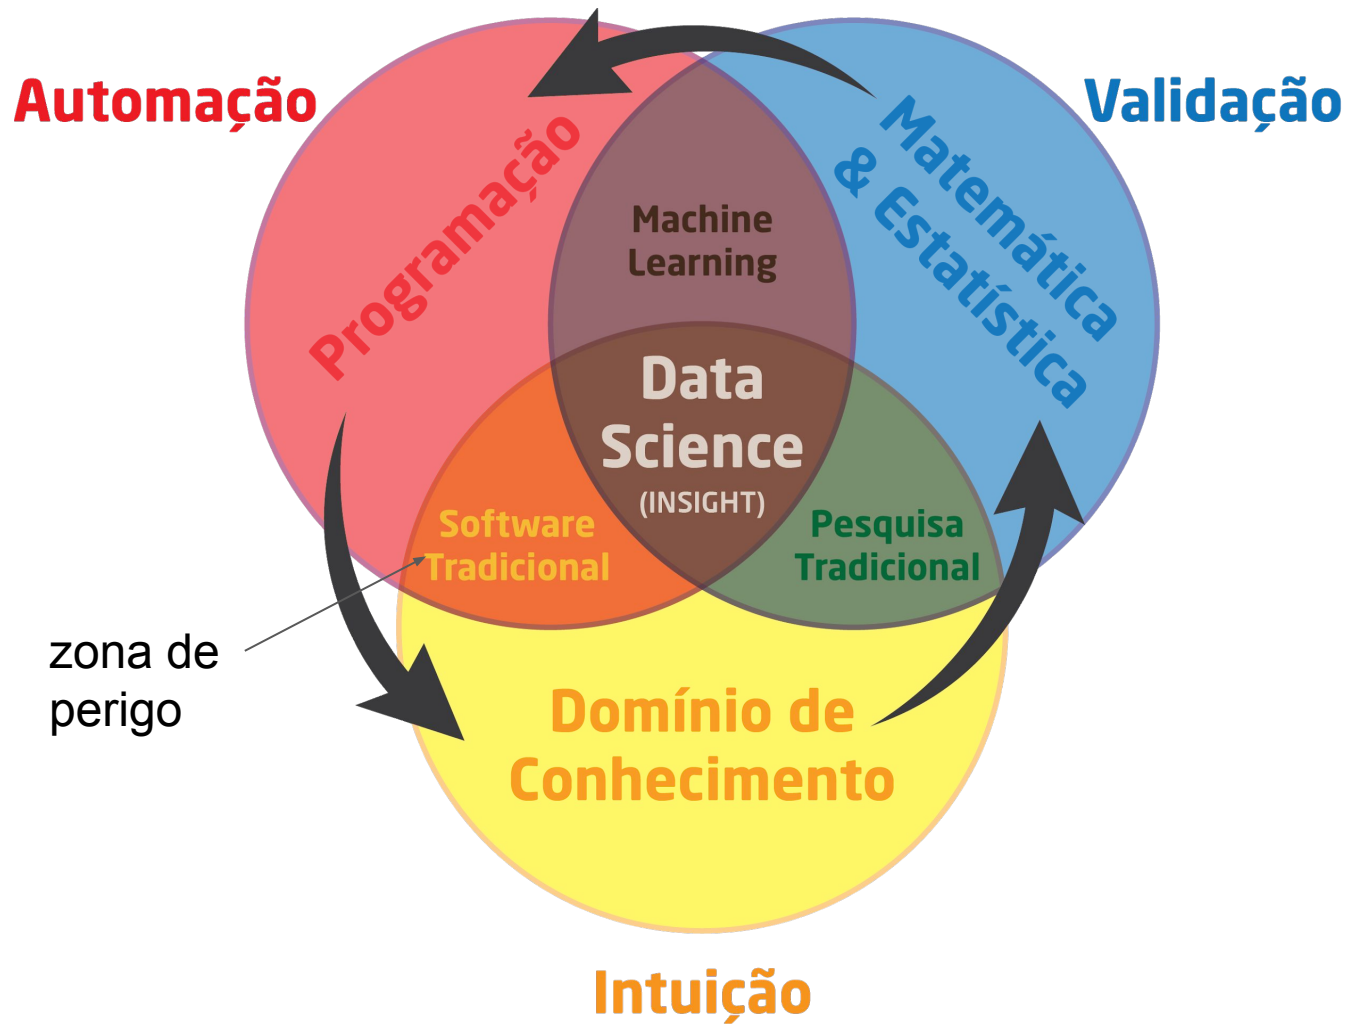 Automação
Validação
Programação
Matemática
& Estatística
Machine
Learning
Data
Science
(INSIGHT)
Software
Tradicional
Pesquisa
Tradicional
zona de
perigo
Domínio de
Conhecimento
Intuição